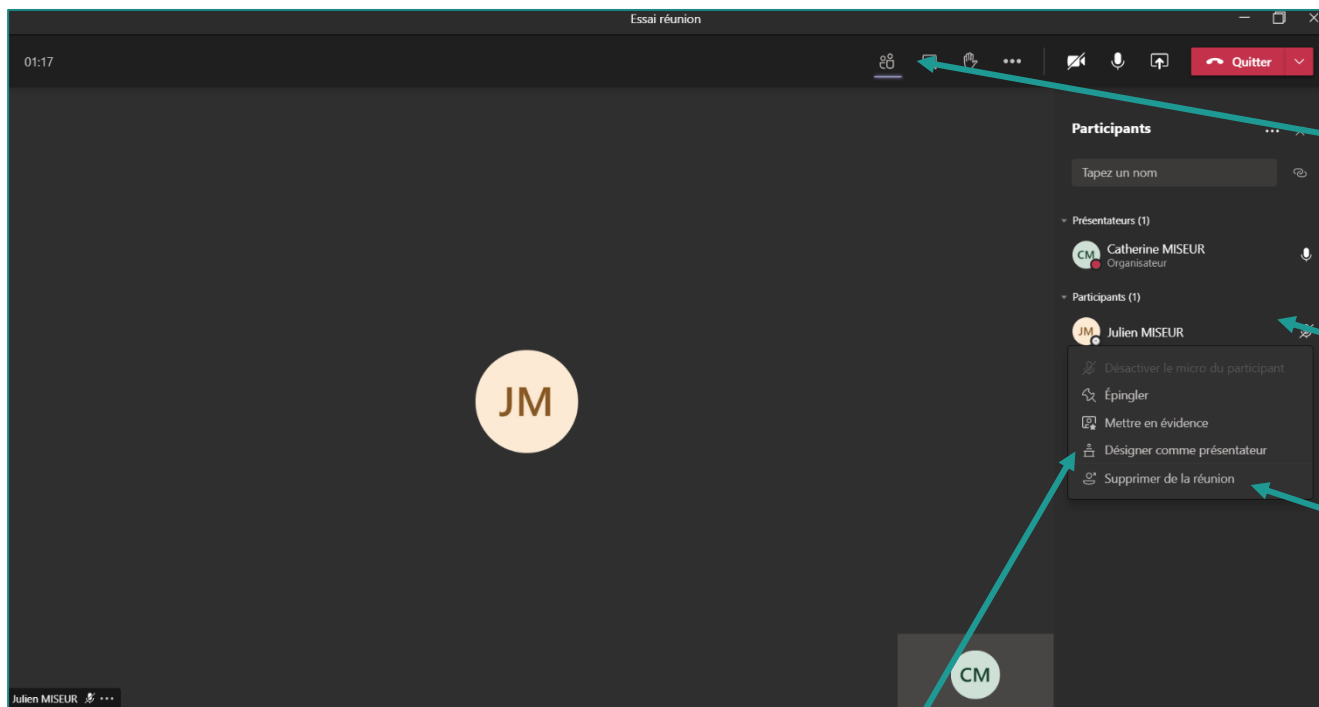 Essai réunion
01:17
Quitter
Participants
Tapez un nom
Présentateurs (1)
CM
Catherine MISEUR
Organisateur
Participants (1)
JM
Julien MISEUR
Désactiver le micro du participant
Épingler
Mettre en évidence
Désigner comme présentateur
Supprimer de la réunion
JM
CM
Julien MISEUR